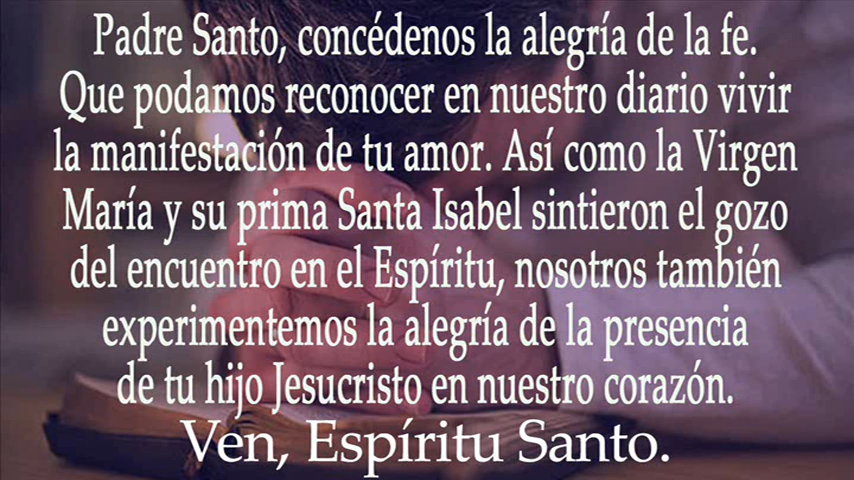 Padre Santo, concédenos la alegría de la fe.
Que podamos reconocer en nuestro diario vivir
la manifestación de tu amor. Así como la Virgen
María y su prima Santa Isabel sintieron el gozo
del encuentro en el Espíritu, nosotros también
experimentemos la alegría de la presencia
de tu hijo Jesucristo en nuestro corazón.
Ven, Espíritu Santo.